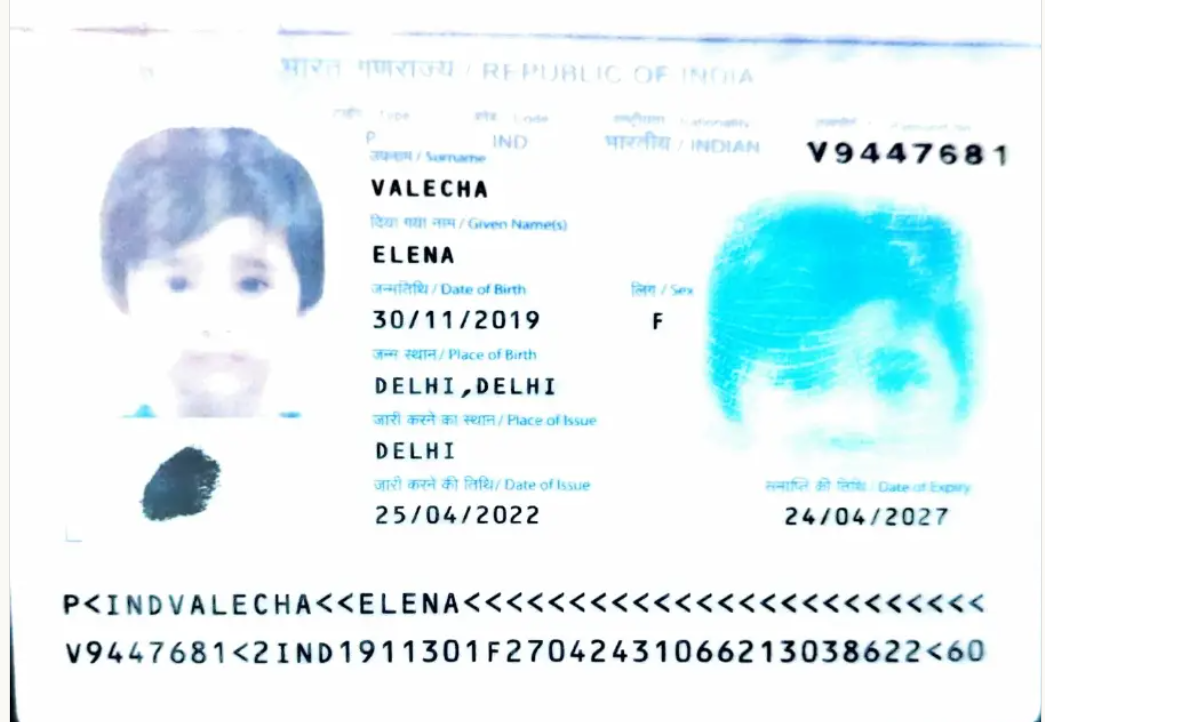 भारत गणराज्य / REPUBLIC OF INDIA
टाईप / Type कोड / Code राष्ट्रीयता / Nationality पासपोर्ट न. / Passport No.
P IND भारतीय / INDIAN V9447681
उपनाम / Surname
VALECHA
दिया गया नाम / Given Name(s)
ELENA
जन्मतिथि / Date of Birth लिंग / Sex
30/11/2019 F
जन्म स्थान / Place of Birth
DELHI,DELHI
जारी करने का स्थान / Place of Issue
DELHI
जारी करने की तिथि / Date of Issue समाप्ति की तिथि / Date of Expiry
25/04/2022 24/04/2027
P<INDVALECHA<<ELENA<<<<<<<<<<<<<<<<<<<<<<<<<
V9447681<2IND1911301F27042431066213038622<60